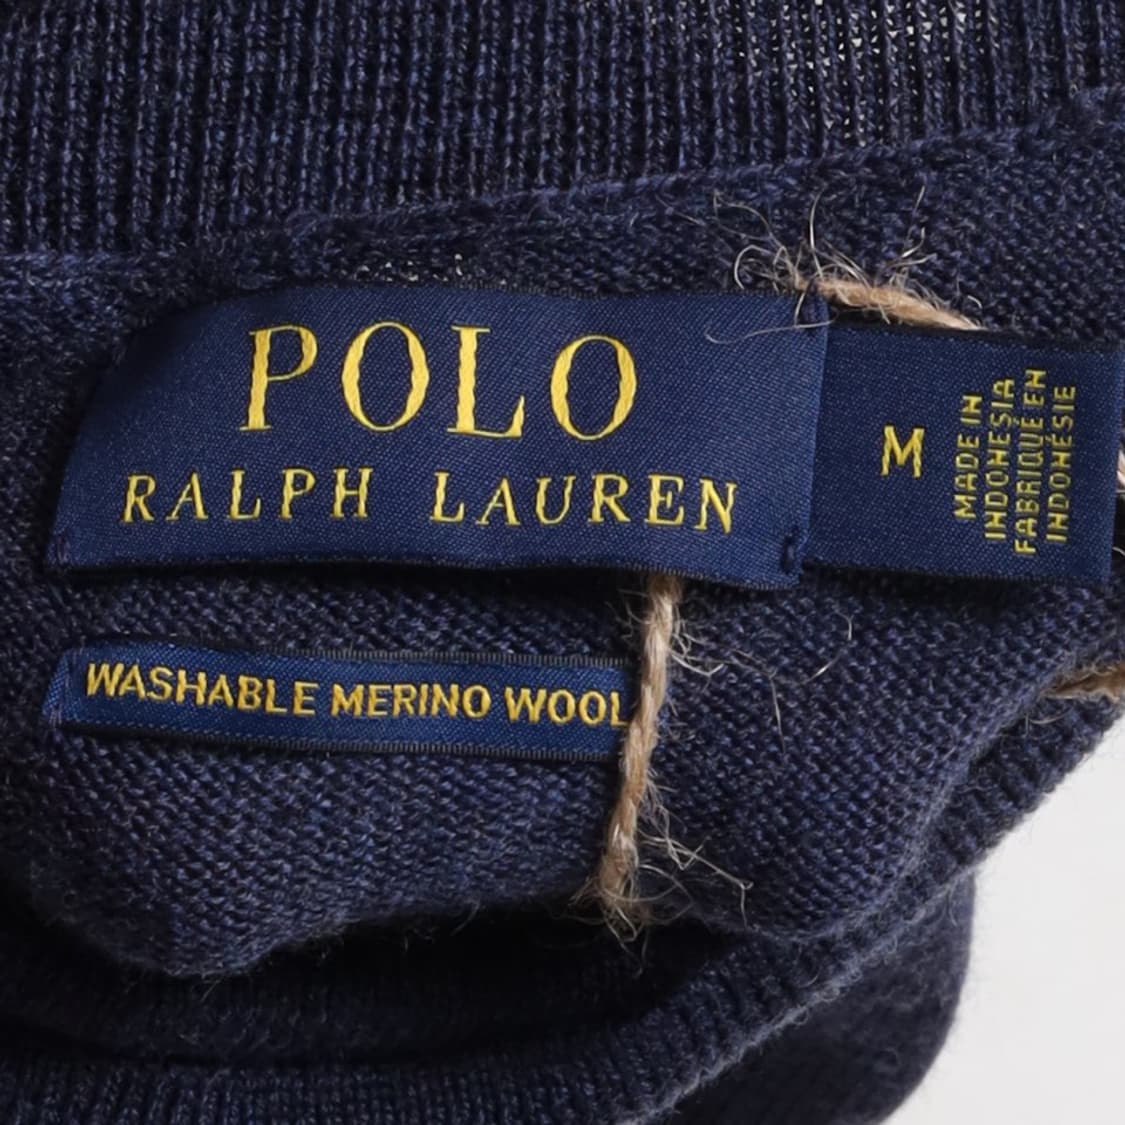 POLO
RALPH LAUREN
M
MADE IN
INDONESIA
FABRIQUÉ EN
INDONÉSIE
WASHABLE MERINO WOOL